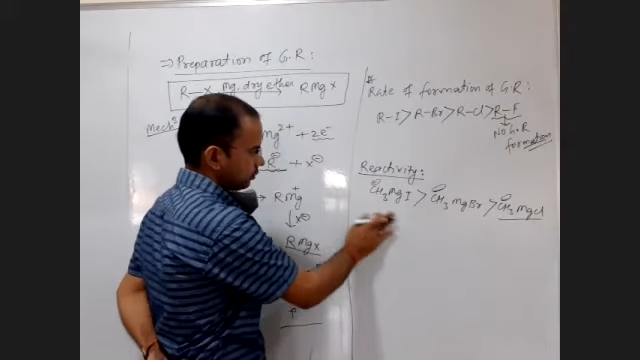 ⇒ Preparation of G.R :
R—X Mg, dry ether RMgX
Mech
Mg²⁺ + 2e⁻
R⊖ + X⊖
→ RMg⁺
↓ X⊖
RMgX
* Rate of formation of G.R :
R-I > R-Br > R-Cl > R-F
↓
No G.R
formation
Reactivity :
⊖CH₃MgI > ⊖CH₃MgBr > ⊖CH₃MgCl